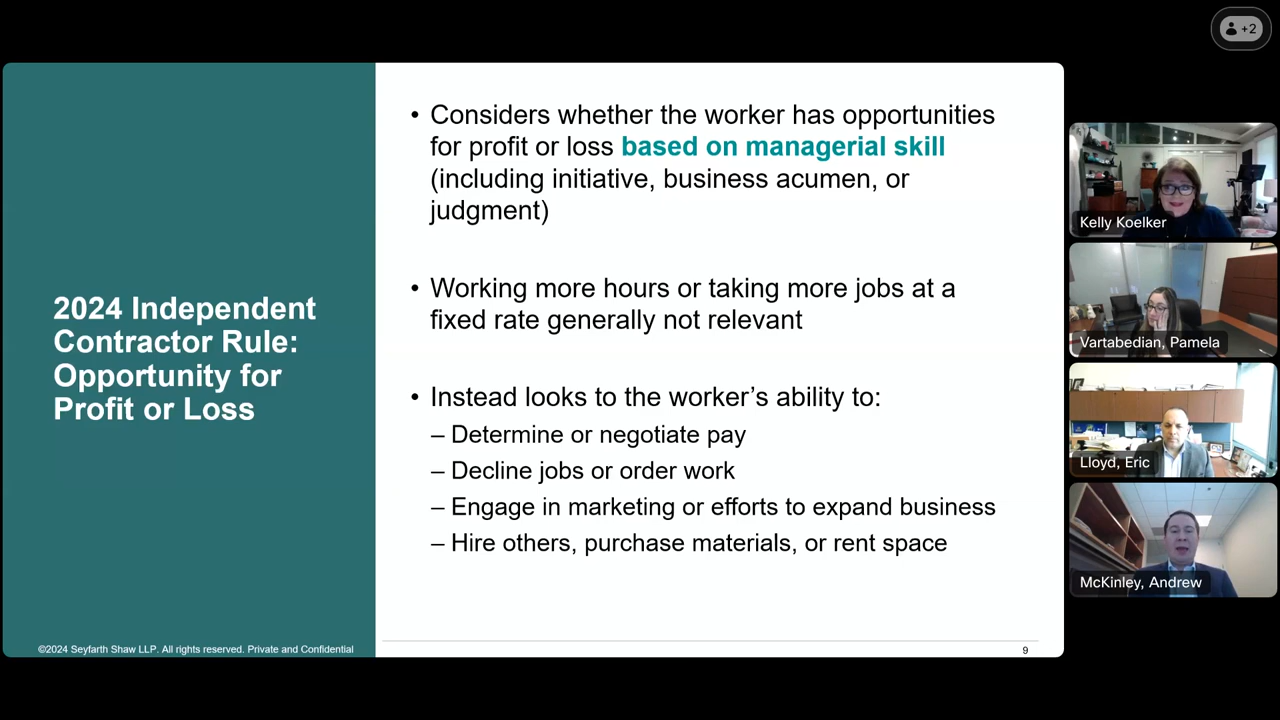 +2
2024 Independent
Contractor Rule:
Opportunity for
Profit or Loss
• Considers whether the worker has opportunities
for profit or loss based on managerial skill
(including initiative, business acumen, or
judgment)
• Working more hours or taking more jobs at a
fixed rate generally not relevant
• Instead looks to the worker’s ability to:
– Determine or negotiate pay
– Decline jobs or order work
– Engage in marketing or efforts to expand business
– Hire others, purchase materials, or rent space
©2024 Seyfarth Shaw LLP. All rights reserved. Private and Confidential
9
Kelly Koelker
Vartabedian, Pamela
Lloyd, Eric
McKinley, Andrew